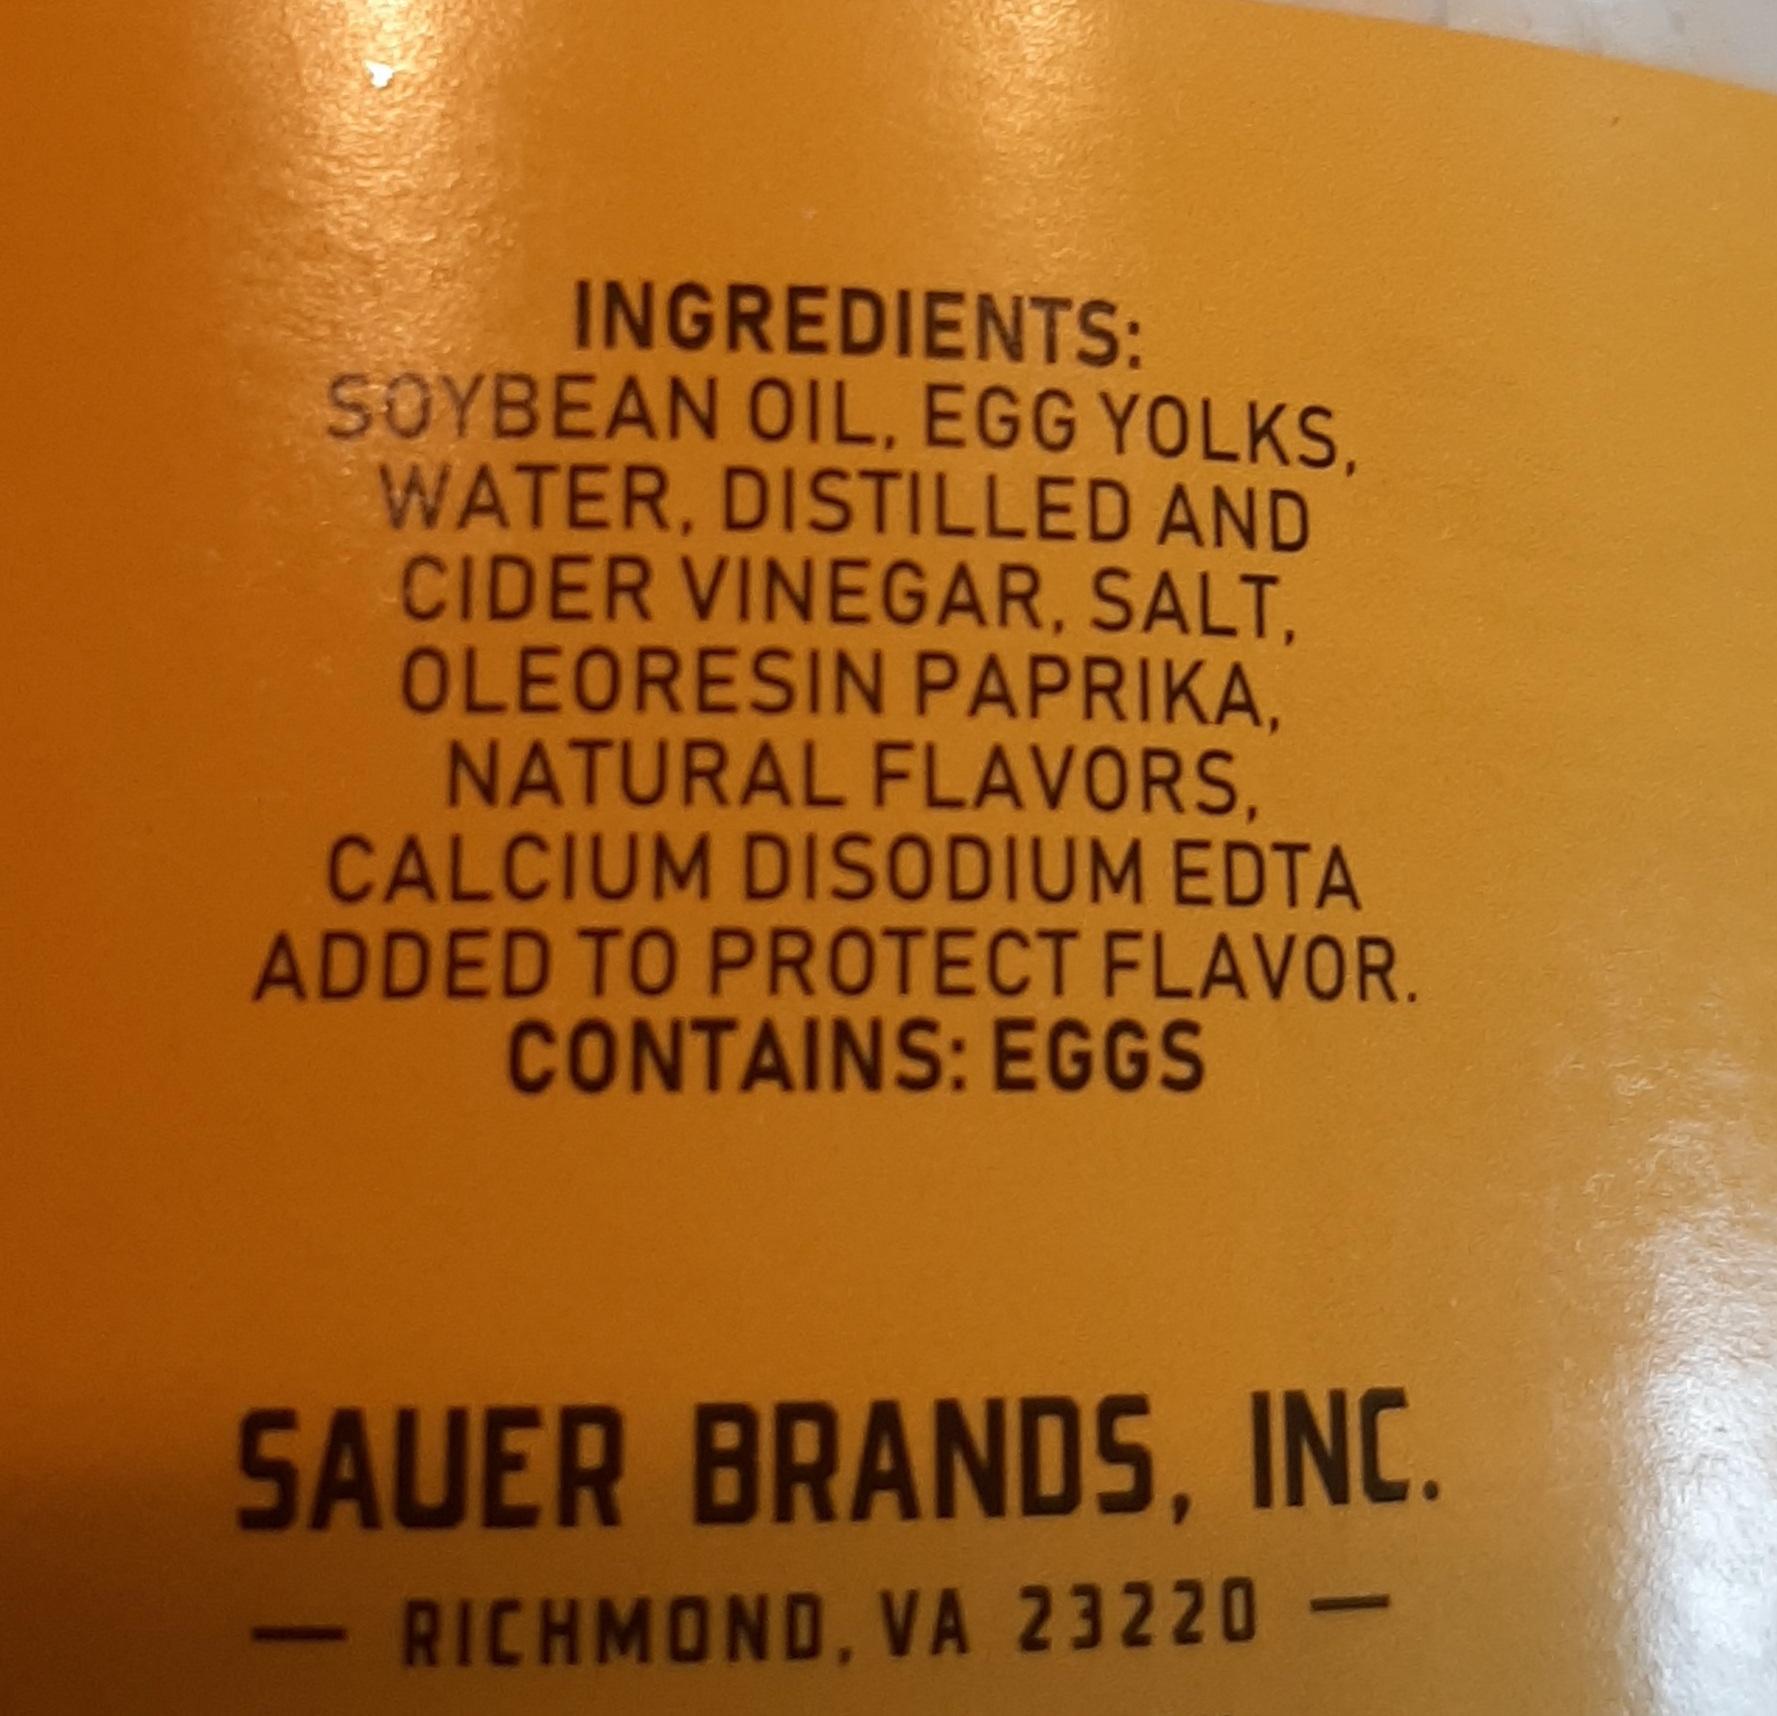 INGREDIENTS:
SOYBEAN OIL, EGG YOLKS,
WATER, DISTILLED AND
CIDER VINEGAR, SALT,
OLEORESIN PAPRIKA,
NATURAL FLAVORS,
CALCIUM DISODIUM EDTA
ADDED TO PROTECT FLAVOR.
CONTAINS: EGGS
SAUER BRANDS, INC.
— RICHMOND, VA 23220 —